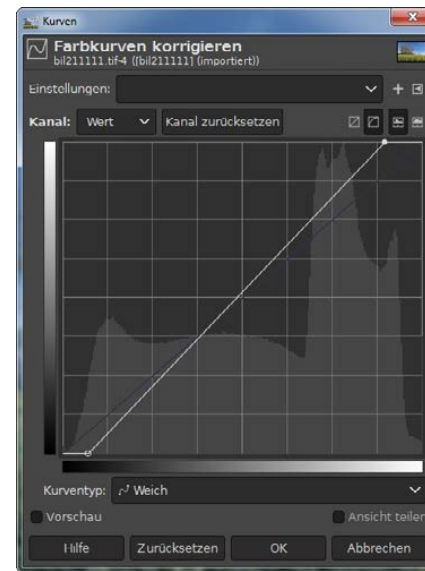 Kurven
Farbkurven korrigieren
bil211111.tif-4 ([bil211111] (importiert))
Einstellungen:
Kanal: Wert Kanal zurücksetzen
Kurventyp: Weich
Vorschau Ansicht teilen
Hilfe Zurücksetzen OK Abbrechen